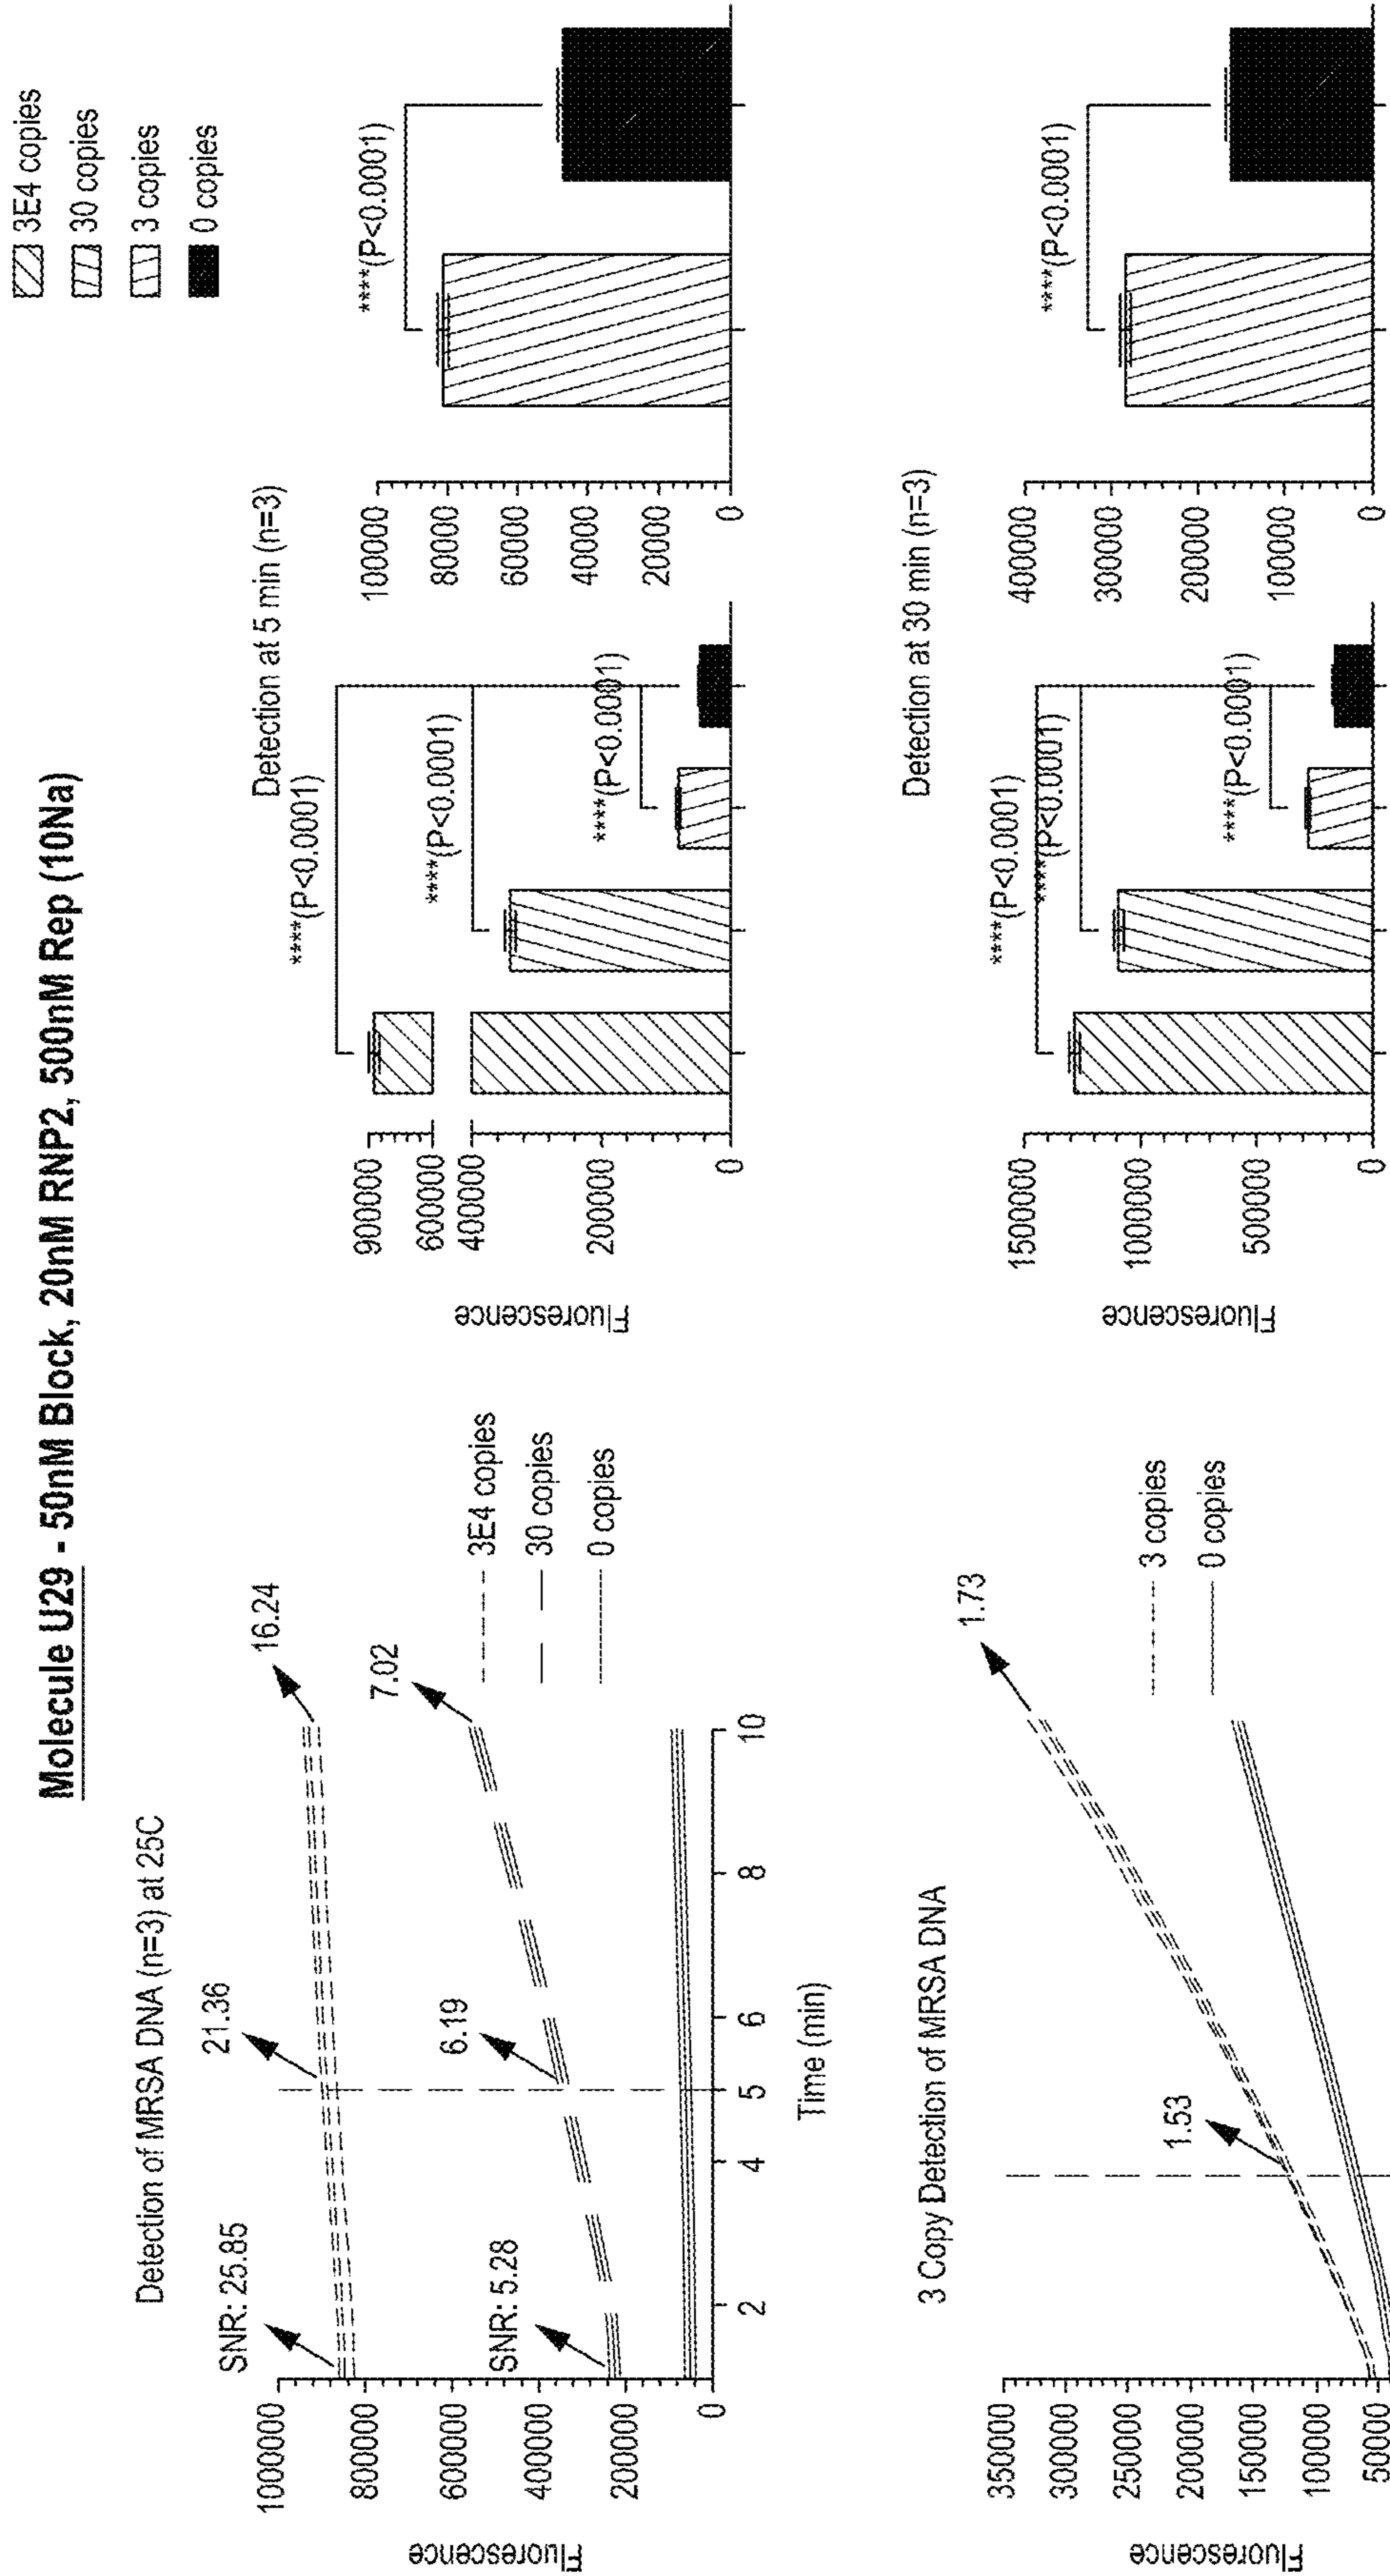 Molecule U29 - 50nM Block, 20nM RNP2, 500nM Rep (10Na)
3E4 copies
30 copies
3 copies
0 copies
Detection of MRSA DNA (n=3) at 25C
Fluorescence
1000000
800000
600000
400000
200000
0
SNR: 25.85
21.36
16.24
SNR: 5.28
6.19
7.02
2
4
5
6
8
10
Time (min)
3E4 copies
30 copies
0 copies
Detection at 5 min (n=3)
Fluorescence
900000
600000
400000
200000
0
****(P<0.0001)
****(P<0.0001)
****(P<0.0001)
100000
80000
60000
40000
20000
0
****(P<0.0001)
3 Copy Detection of MRSA DNA
Fluorescence
350000
300000
250000
200000
150000
100000
50000
1.53
1.73
3 copies
0 copies
Detection at 30 min (n=3)
Fluorescence
1500000
1000000
500000
0
****(P<0.0001)
****(P<0.0001)
****(P<0.0001)
400000
300000
200000
100000
0
****(P<0.0001)